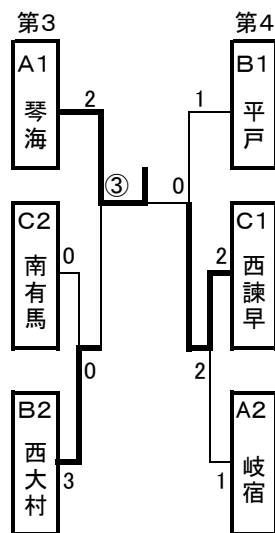 第3 第4
A1 B1
琴海 平戸
2 1
③ 0
C2 C1
南有馬 西諫早
0 2
0 2
B2 A2
西大村 岐宿
3 1